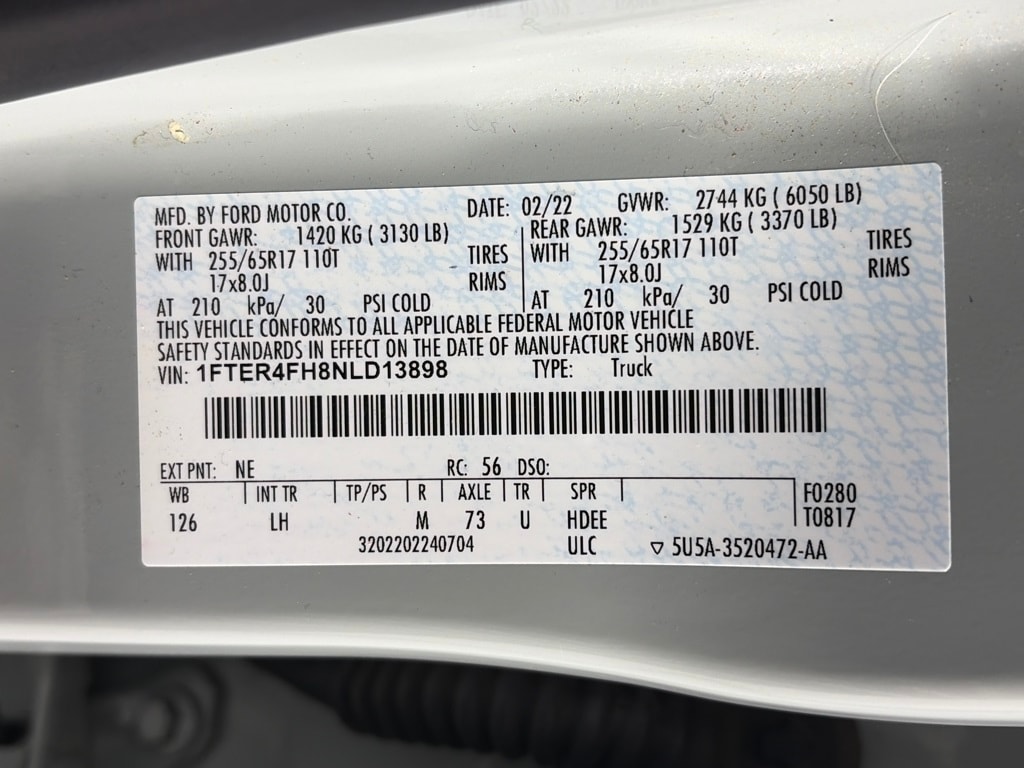 MFD. BY FORD MOTOR CO. DATE: 02/22 GVWR: 2744 KG ( 6050 LB)
FRONT GAWR: 1420 KG ( 3130 LB) REAR GAWR: 1529 KG ( 3370 LB)
WITH 255/65R17 110T TIRES WITH 255/65R17 110T TIRES
17x8.0J RIMS 17x8.0J RIMS
AT 210 kPa/ 30 PSI COLD AT 210 kPa/ 30 PSI COLD
THIS VEHICLE CONFORMS TO ALL APPLICABLE FEDERAL MOTOR VEHICLE
SAFETY STANDARDS IN EFFECT ON THE DATE OF MANUFACTURE SHOWN ABOVE.
VIN: 1FTER4FH8NLD13898 TYPE: Truck
EXT PNT: NE RC: 56 DSO:
WB INT TR TP/PS R AXLE TR SPR F0280
126 LH M 73 U HDEE T0817
3202202240704 ULC ▽ 5U5A-3520472-AA